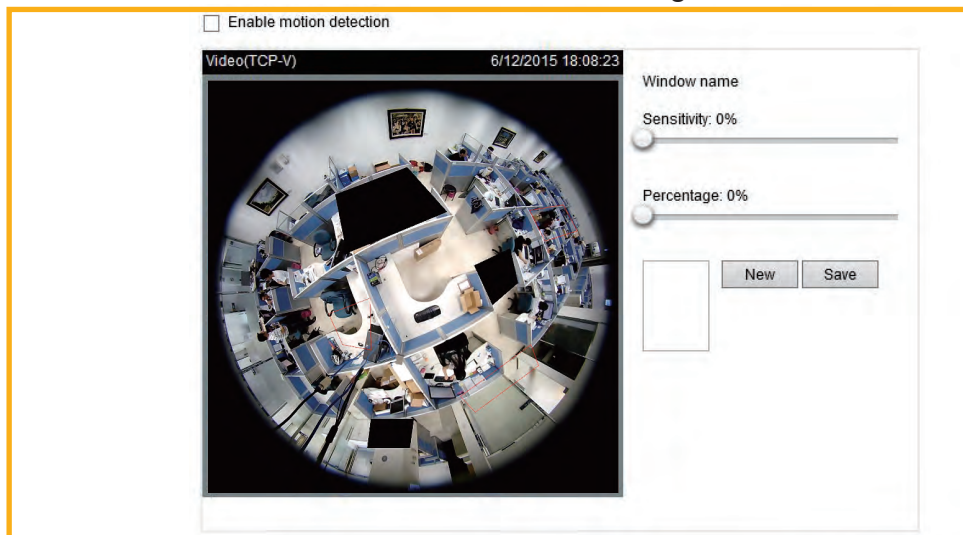 Enable motion detection
Video(TCP-V) 6/12/2015 18:08:23
Window name
Sensitivity: 0%
Percentage: 0%
New Save